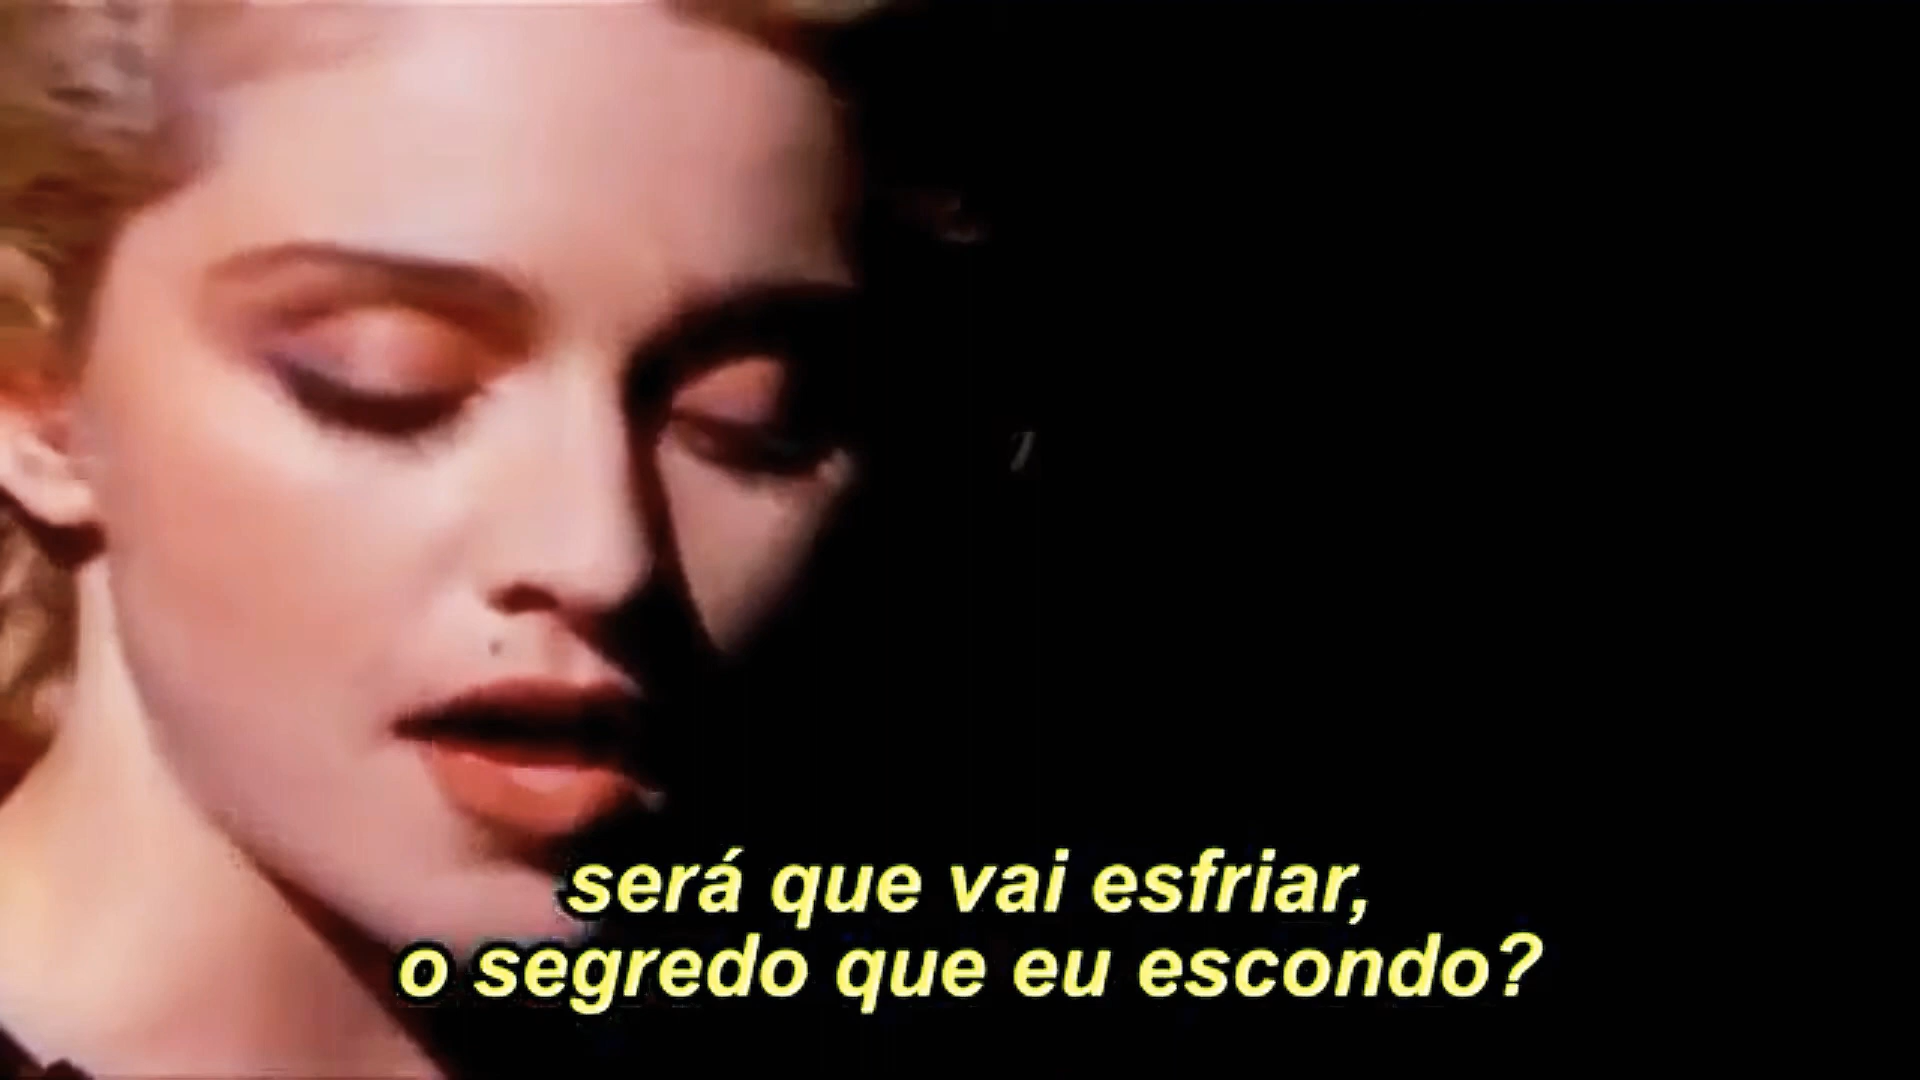 será que vai esfriar,
o segredo que eu escondo?